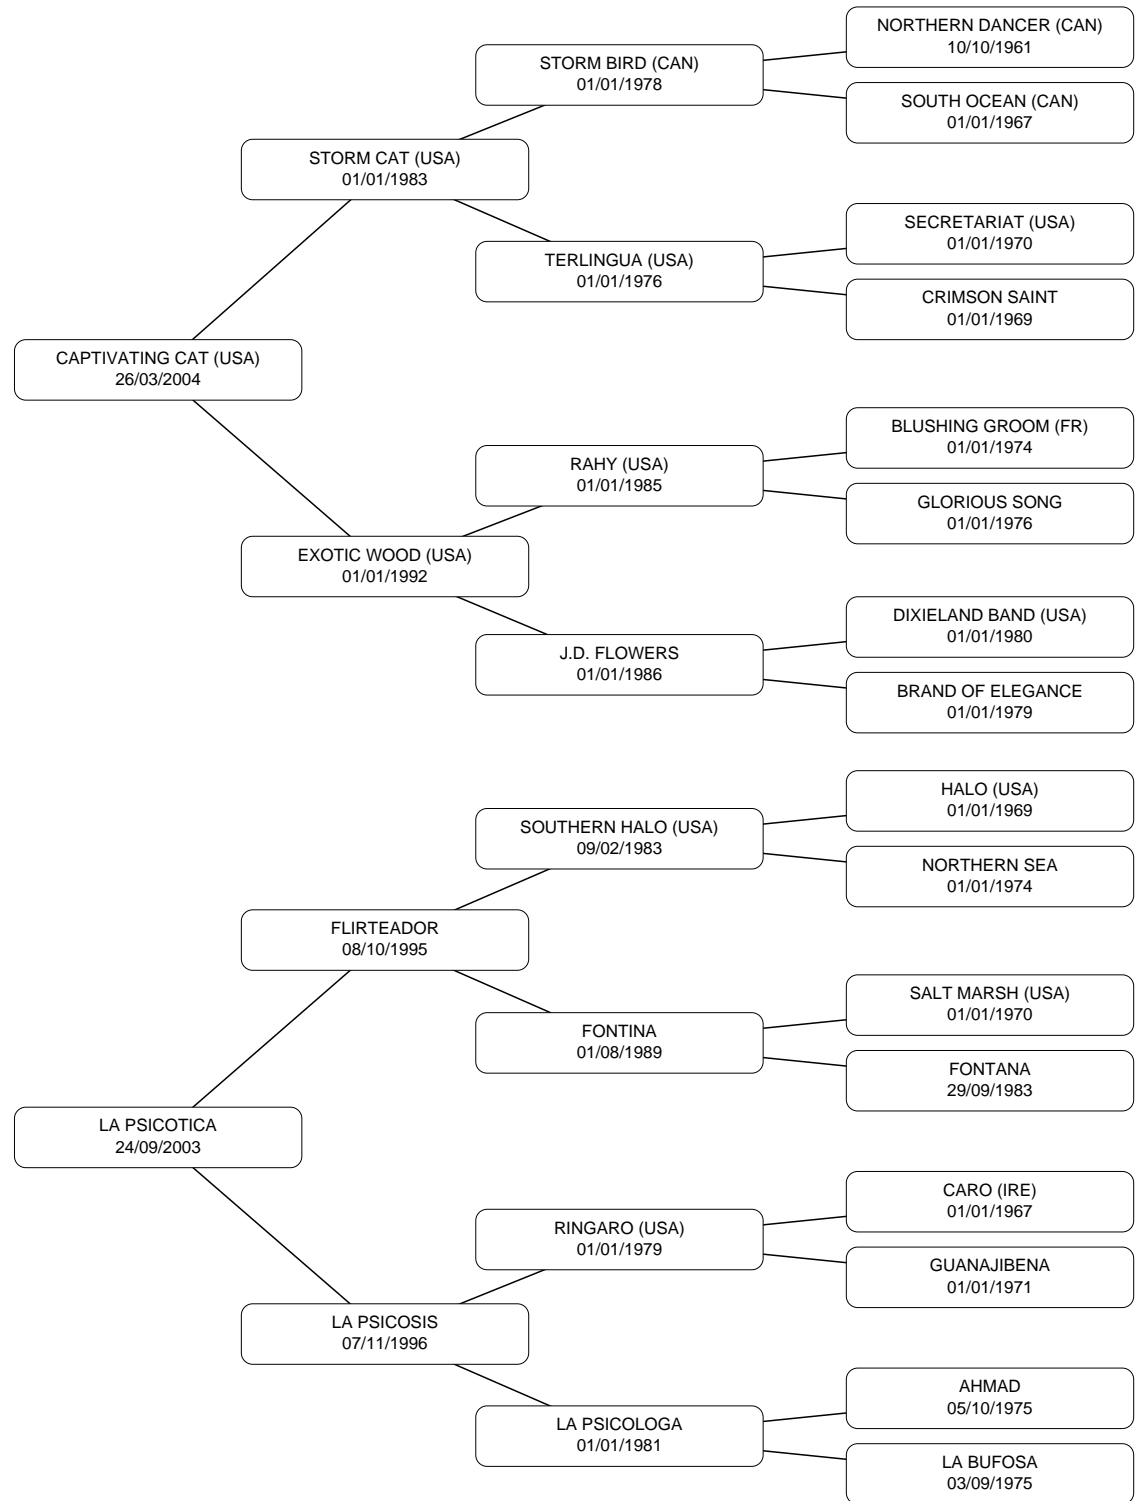 NORTHERN DANCER (CAN)
10/10/1961
STORM BIRD (CAN)
01/01/1978
SOUTH OCEAN (CAN)
01/01/1967
STORM CAT (USA)
01/01/1983
SECRETARIAT (USA)
01/01/1970
TERLINGUA (USA)
01/01/1976
CRIMSON SAINT
01/01/1969
CAPTIVATING CAT (USA)
26/03/2004
BLUSHING GROOM (FR)
01/01/1974
RAHY (USA)
01/01/1985
GLORIOUS SONG
01/01/1976
EXOTIC WOOD (USA)
01/01/1992
DIXIELAND BAND (USA)
01/01/1980
J.D. FLOWERS
01/01/1986
BRAND OF ELEGANCE
01/01/1979
HALO (USA)
01/01/1969
SOUTHERN HALO (USA)
09/02/1983
NORTHERN SEA
01/01/1974
FLIRTEADOR
08/10/1995
SALT MARSH (USA)
01/01/1970
FONTINA
01/08/1989
FONTANA
29/09/1983
LA PSICOTICA
24/09/2003
CARO (IRE)
01/01/1967
RINGARO (USA)
01/01/1979
GUANAJIBENA
01/01/1971
LA PSICOSIS
07/11/1996
AHMAD
05/10/1975
LA PSICOLOGA
01/01/1981
LA BUFOSA
03/09/1975